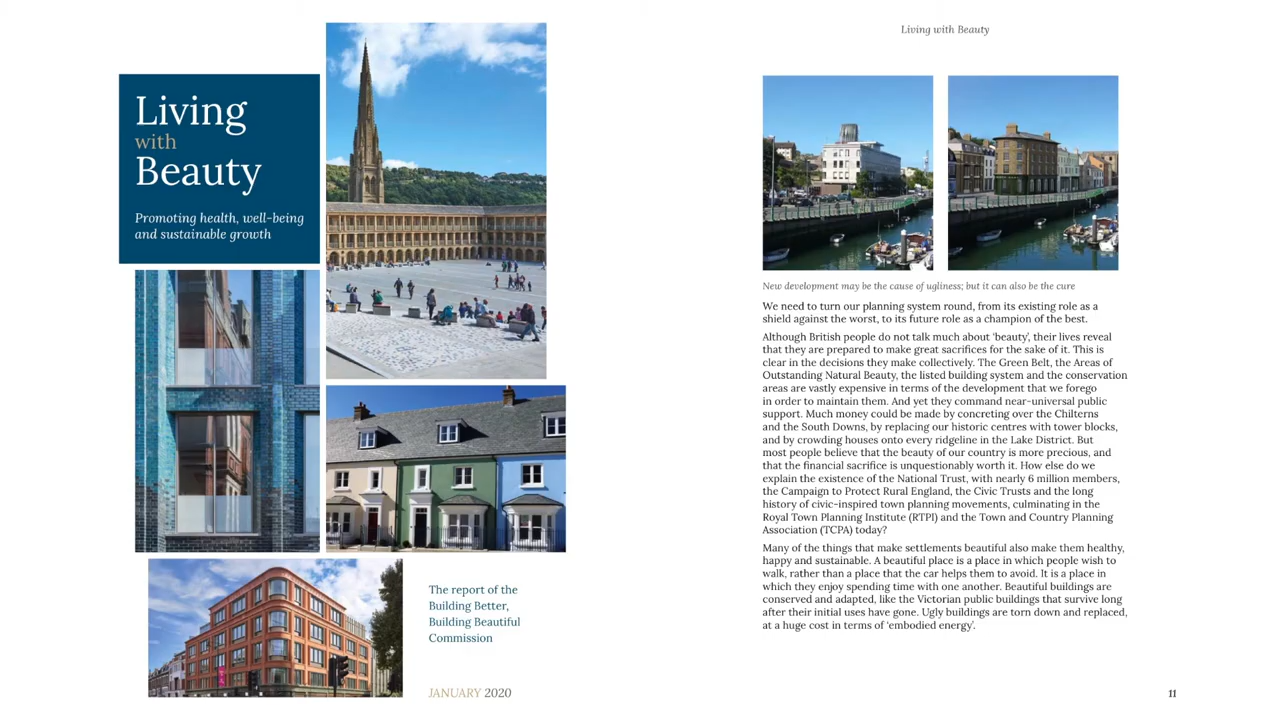 Living
with
Beauty
Promoting health, well-being
and sustainable growth
The report of the
Building Better,
Building Beautiful
Commission
JANUARY 2020
Living with Beauty
New development may be the cause of ugliness; but it can also be the cure
We need to turn our planning system round, from its existing role as a
shield against the worst, to its future role as a champion of the best.
Although British people do not talk much about 'beauty', their lives reveal
that they are prepared to make great sacrifices for the sake of it. This is
clear in the decisions they make collectively. The Green Belt, the Areas of
Outstanding Natural Beauty, the listed building system and the conservation
areas are vastly expensive in terms of the development that we forego
in order to maintain them. And yet they command near-universal public
support. Much money could be made by concreting over the Chilterns
and the South Downs, by replacing our historic centres with tower blocks,
and by crowding houses onto every ridgeline in the Lake District. But
most people believe that the beauty of our country is more precious, and
that the financial sacrifice is unquestionably worth it. How else do we
explain the existence of the National Trust, with nearly 6 million members,
the Campaign to Protect Rural England, the Civic Trusts and the long
history of civic-inspired town planning movements, culminating in the
Royal Town Planning Institute (RTPI) and the Town and Country Planning
Association (TCPA) today?
Many of the things that make settlements beautiful also make them healthy,
happy and sustainable. A beautiful place is a place in which people wish to
walk, rather than a place that the car helps them to avoid. It is a place in
which they enjoy spending time with one another. Beautiful buildings are
conserved and adapted, like the Victorian public buildings that survive long
after their initial uses have gone. Ugly buildings are torn down and replaced,
at a huge cost in terms of 'embodied energy'.
11